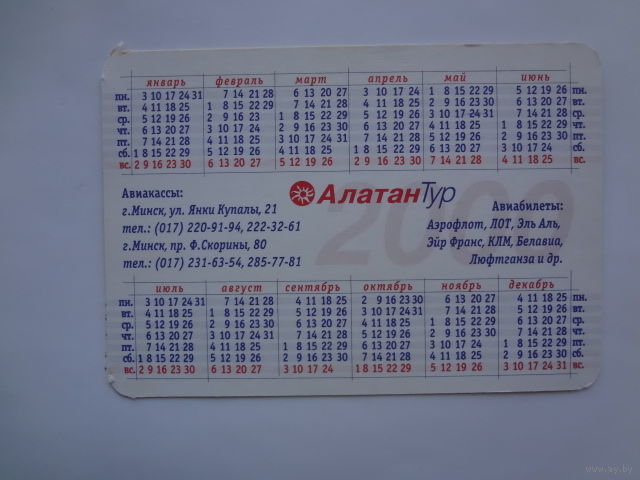 январь февраль март апрель май июнь
пн. 3 10 17 24 31 7 14 21 28 6 13 20 27 3 10 17 24 1 8 15 22 29 5 12 19 26 пн.
вт. 4 11 18 25 1 8 15 22 29 7 14 21 28 4 11 18 25 2 9 16 23 30 6 13 20 27 вт.
ср. 5 12 19 26 2 9 16 23 1 8 15 22 29 5 12 19 26 3 10 17 24 31 7 14 21 28 ср.
чт. 6 13 20 27 3 10 17 24 2 9 16 23 30 6 13 20 27 4 11 18 25 1 8 15 22 29 чт.
пт. 7 14 21 28 4 11 18 25 3 10 17 24 31 7 14 21 28 5 12 19 26 2 9 16 23 30 пт.
сб. 1 8 15 22 29 5 12 19 26 4 11 18 25 1 8 15 22 29 6 13 20 27 3 10 17 24 сб.
вс. 2 9 16 23 30 6 13 20 27 5 12 19 26 2 9 16 23 30 7 14 21 28 4 11 18 25 вс.
АлатанТур
2000
Авиакассы:
г.Минск, ул. Янки Купалы, 21
тел.: (017) 220-91-94, 222-32-61
г.Минск, пр. Ф.Скорины, 80
тел.: (017) 231-63-54, 285-77-81
Авиабилеты:
Аэрофлот, ЛОТ, Эль Аль,
Эйр Франс, КЛМ, Белавиа,
Люфтганза и др.
июль август сентябрь октябрь ноябрь декабрь
пн. 3 10 17 24 31 7 14 21 28 4 11 18 25 2 9 16 23 30 6 13 20 27 4 11 18 25 пн.
вт. 4 11 18 25 1 8 15 22 29 5 12 19 26 3 10 17 24 31 7 14 21 28 5 12 19 26 вт.
ср. 5 12 19 26 2 9 16 23 30 6 13 20 27 4 11 18 25 1 8 15 22 29 6 13 20 27 ср.
чт. 6 13 20 27 3 10 17 24 31 7 14 21 28 5 12 19 26 2 9 16 23 30 7 14 21 28 чт.
пт. 7 14 21 28 4 11 18 25 1 8 15 22 29 6 13 20 27 3 10 17 24 1 8 15 22 29 пт.
сб. 1 8 15 22 29 5 12 19 26 2 9 16 23 30 7 14 21 28 4 11 18 25 2 9 16 23 30 сб.
вс. 2 9 16 23 30 6 13 20 27 3 10 17 24 1 8 15 22 29 5 12 19 26 3 10 17 24 31 вс.
ay.by